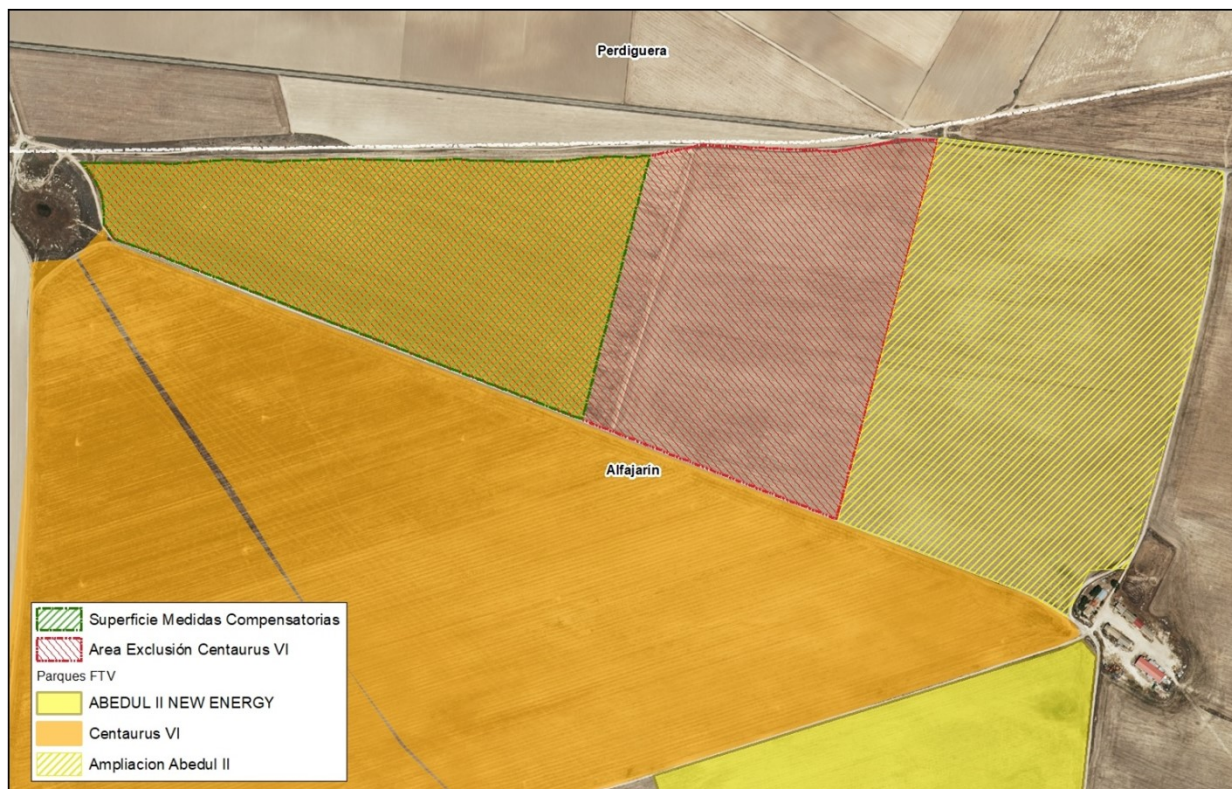 Perdiguera
Alfajarín
Superficie Medidas Compensatorias
Area Exclusión Centaurus VI
Parques FTV
ABEDUL II NEW ENERGY
Centaurus VI
Ampliacion Abedul II